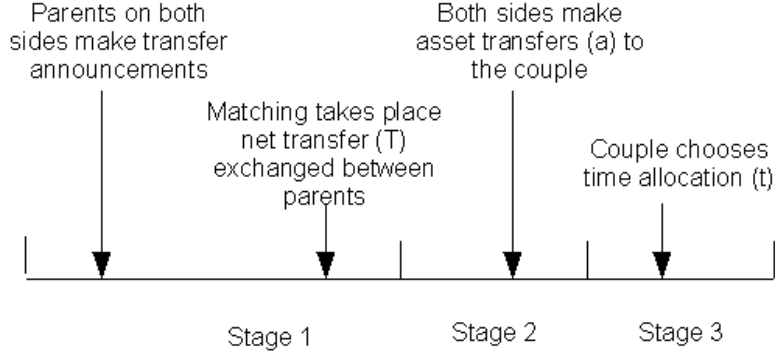 Parents on both
sides make transfer
announcements
Matching takes place
net transfer (T)
exchanged between
parents
Both sides make
asset transfers (a) to
the couple
Couple chooses
time allocation (t)
Stage 1
Stage 2
Stage 3